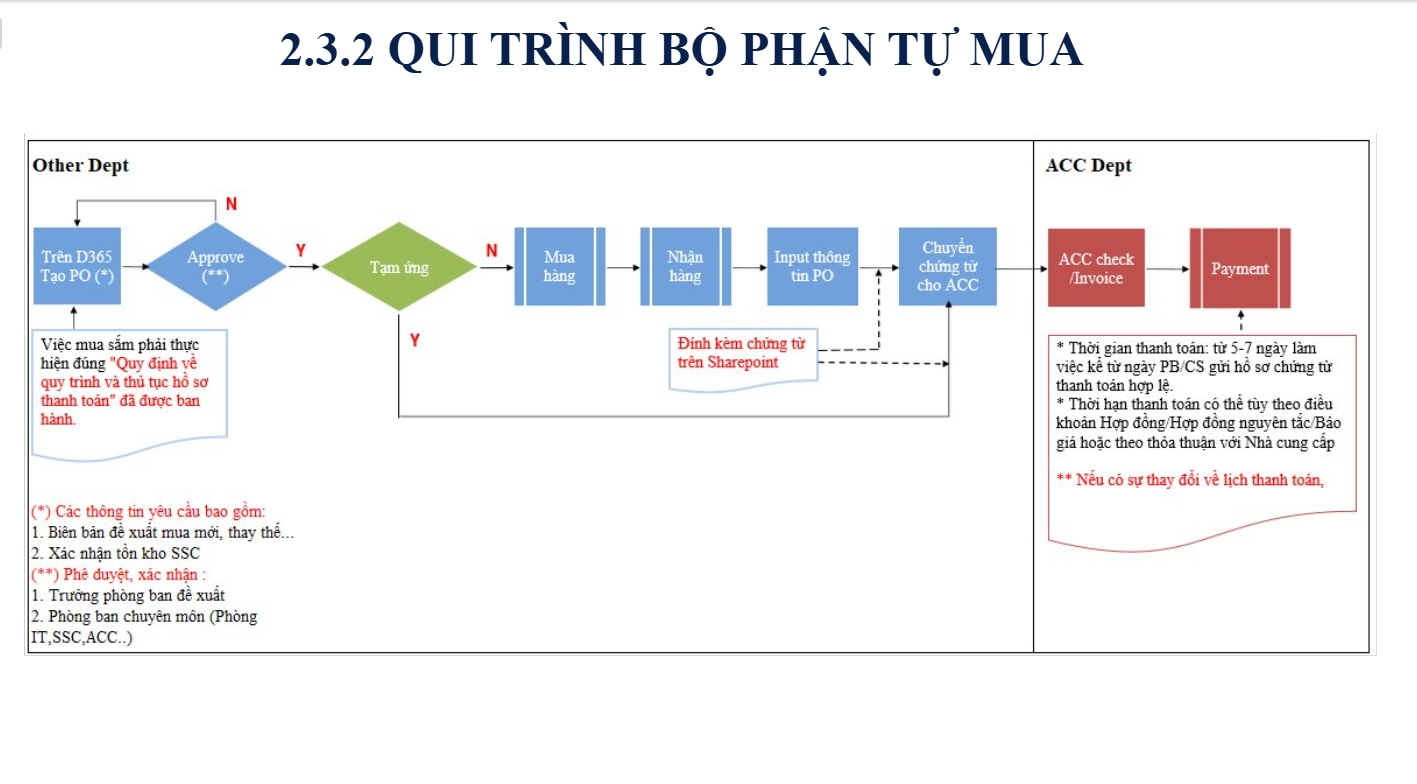 2.3.2 QUI TRÌNH BỘ PHẬN TỰ MUA
Other Dept
ACC Dept
N
Trên D365
Tạo PO (*)
Approve
(**)
Y
Tạm ứng
N
Mua
hàng
Nhận
hàng
Input thông
tin PO
Chuyển
chứng từ
cho ACC
ACC check
/Invoice
Payment
Y
Việc mua sắm phải thực
hiện đúng "Quy định về
quy trình và thủ tục hồ sơ
thanh toán" đã được ban
hành.
Đính kèm chứng từ
trên Sharepoint
* Thời gian thanh toán: từ 5-7 ngày làm
việc kể từ ngày PB/CS gửi hồ sơ chứng từ
thanh toán hợp lệ.
* Thời hạn thanh toán có thể tùy theo điều
khoản Hợp đồng/Hợp đồng nguyên tắc/Báo
giá hoặc theo thỏa thuận với Nhà cung cấp
** Nếu có sự thay đổi về lịch thanh toán,
(*) Các thông tin yêu cầu bao gồm:
1. Biên bản đề xuất mua mới, thay thế...
2. Xác nhận tồn kho SSC
(**) Phê duyệt, xác nhận :
1. Trưởng phòng ban đề xuất
2. Phòng ban chuyên môn (Phòng
IT,SSC,ACC..)